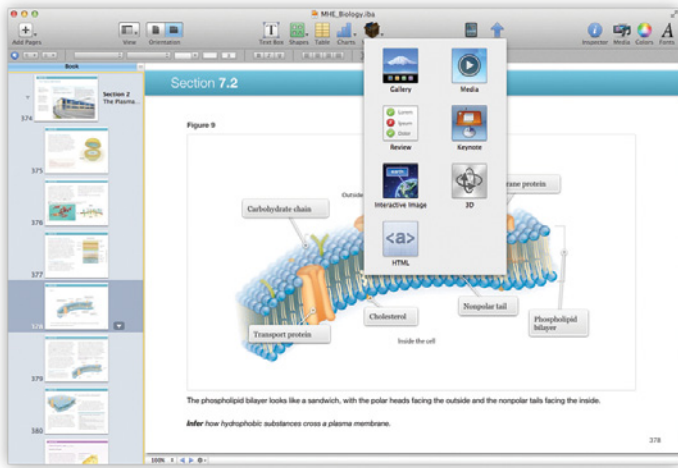 MHE_Biology.iba
Add Pages
View
Orientation
Text Box
Shapes
Table
Charts
Inspector
Media
Colors
Fonts
Book
Section 2
The Plasma...
374
375
376
377
378
379
380
Section 7.2
Figure 9
Gallery
Media
Lorem
Ipsum
Dolor
Review
Keynote
Interactive Image
3D
<a>
HTML
Outside
Carbohydrate chain
rane protein
Transport protein
Cholesterol
Nonpolar tail
Phospholipid
bilayer
Inside the cell
The phospholipid bilayer looks like a sandwich, with the polar heads facing the outside and the nonpolar tails facing the inside.
Infer how hydrophobic substances cross a plasma membrane.
378
100%